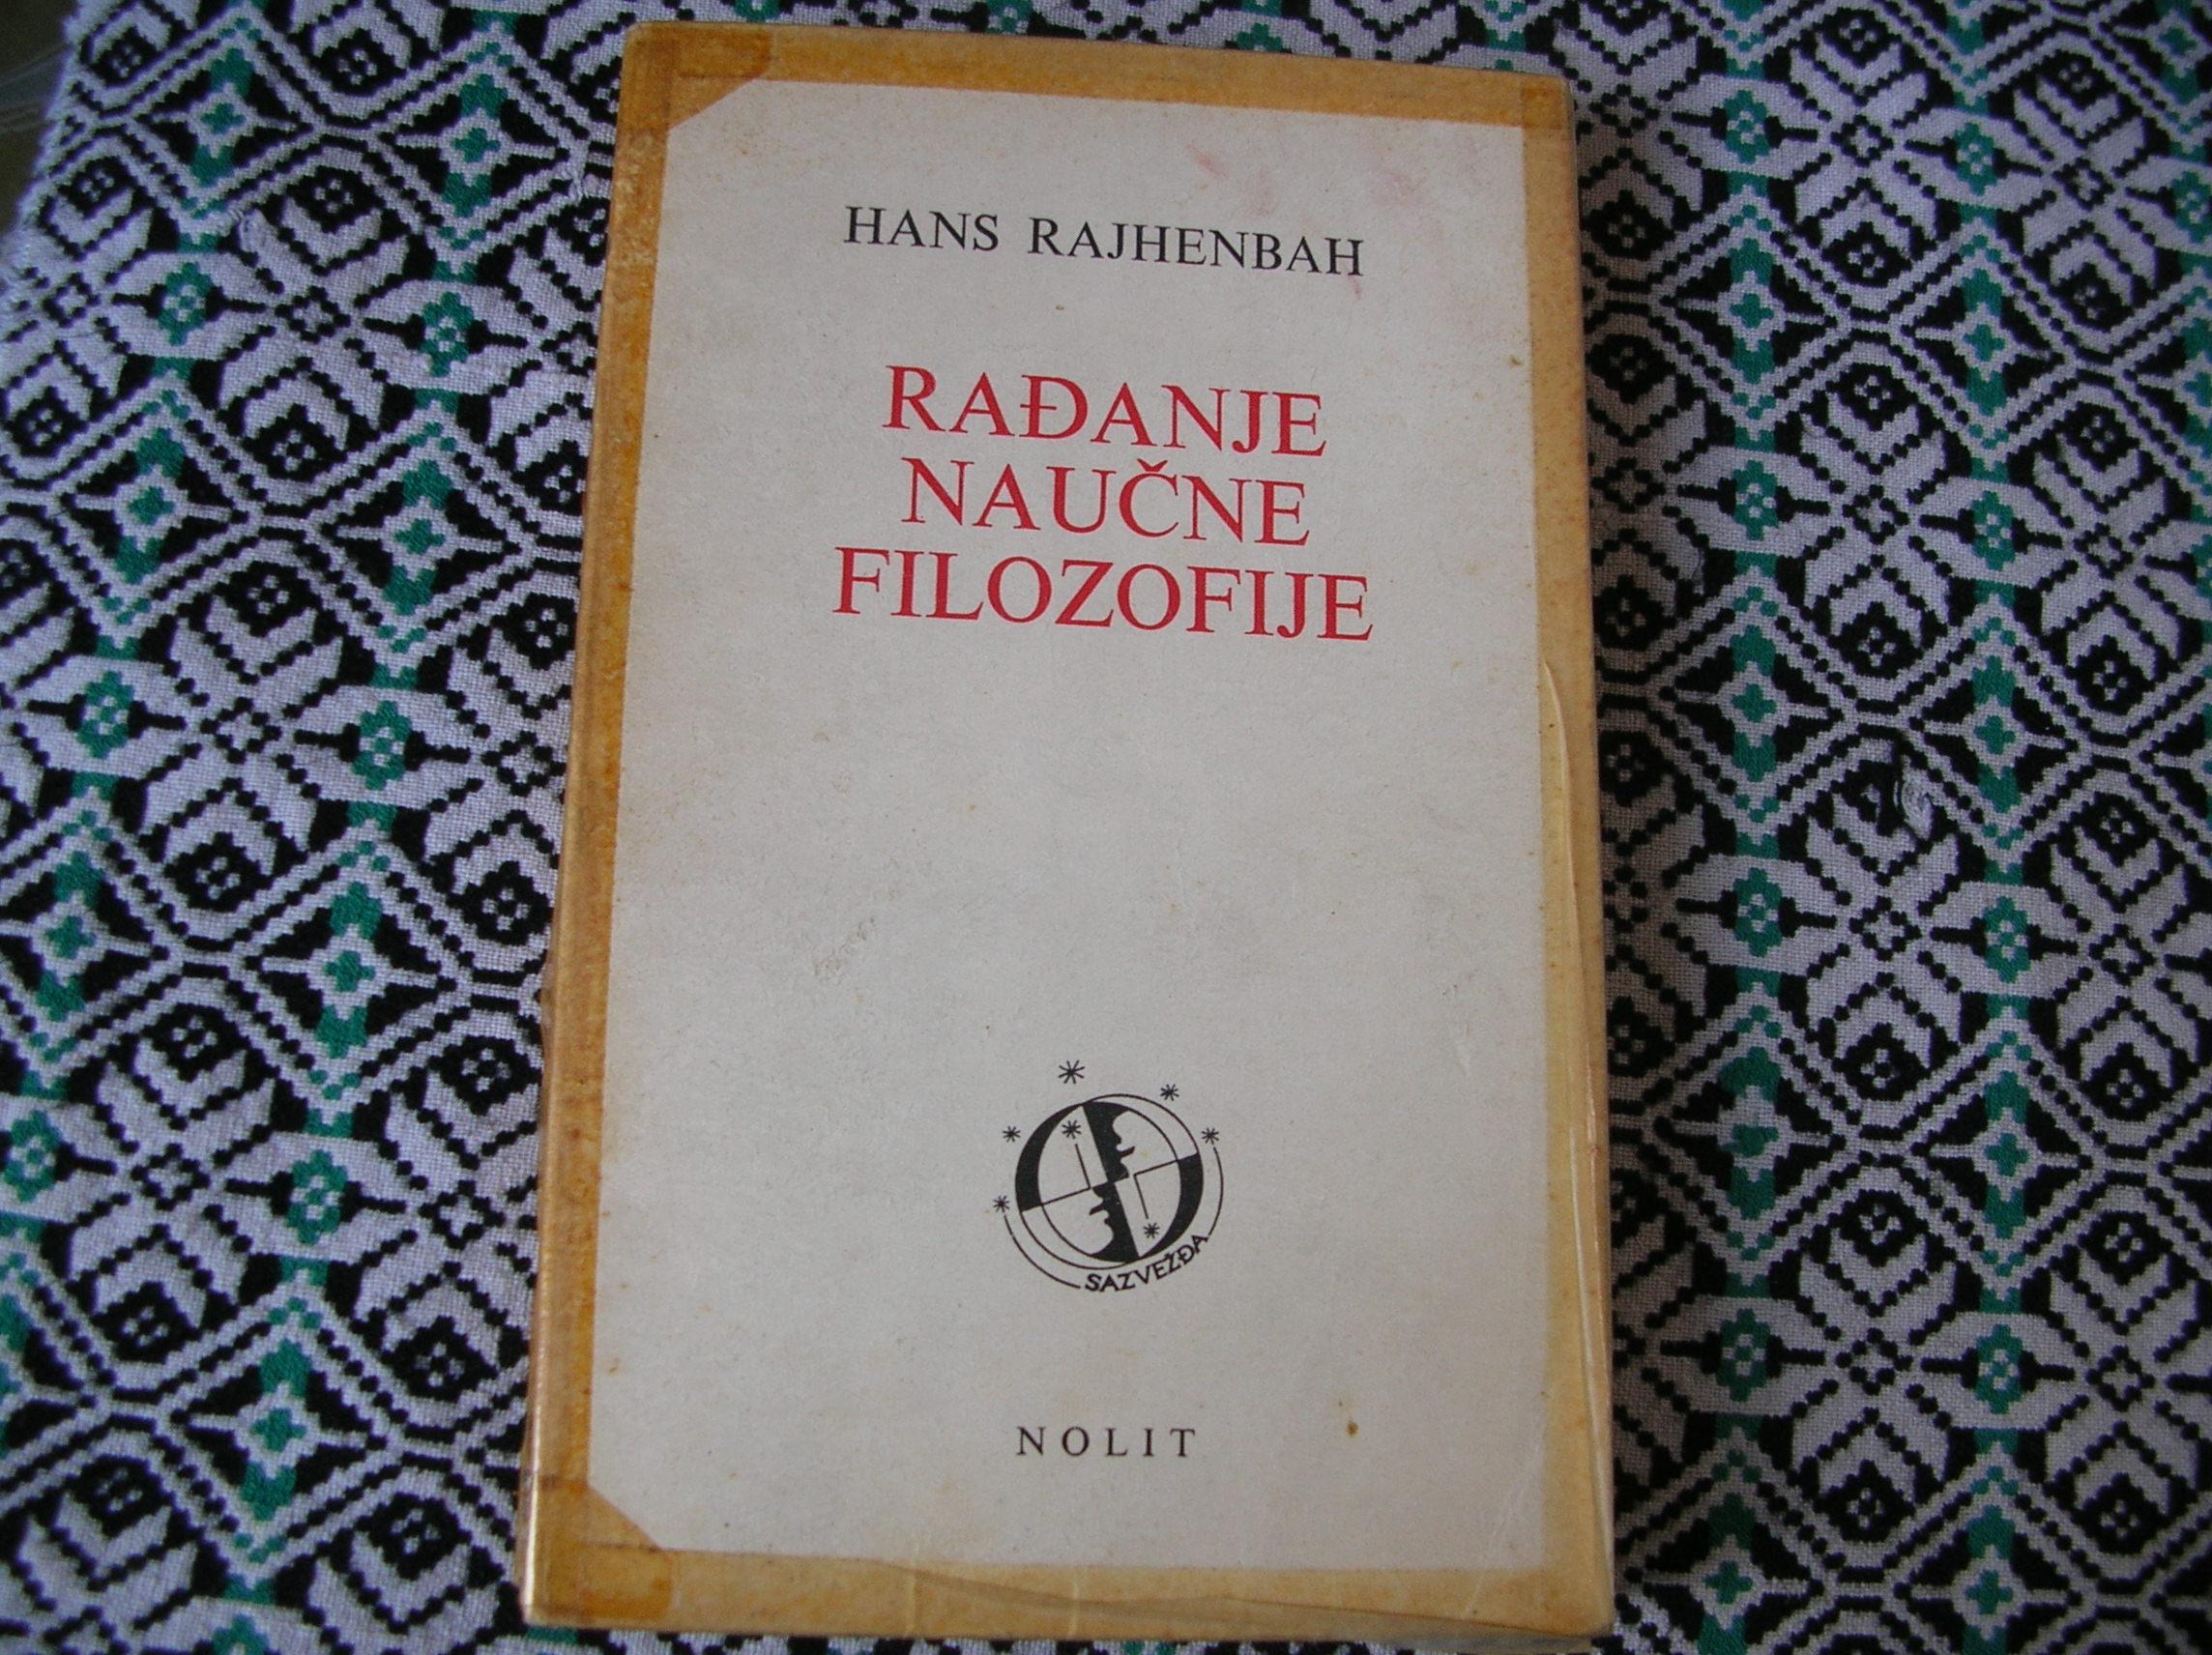 HANS RAJHENBAH
RAĐANJE
NAUČNE
FILOZOFIJE
SAZVEŽĐA
NOLIT